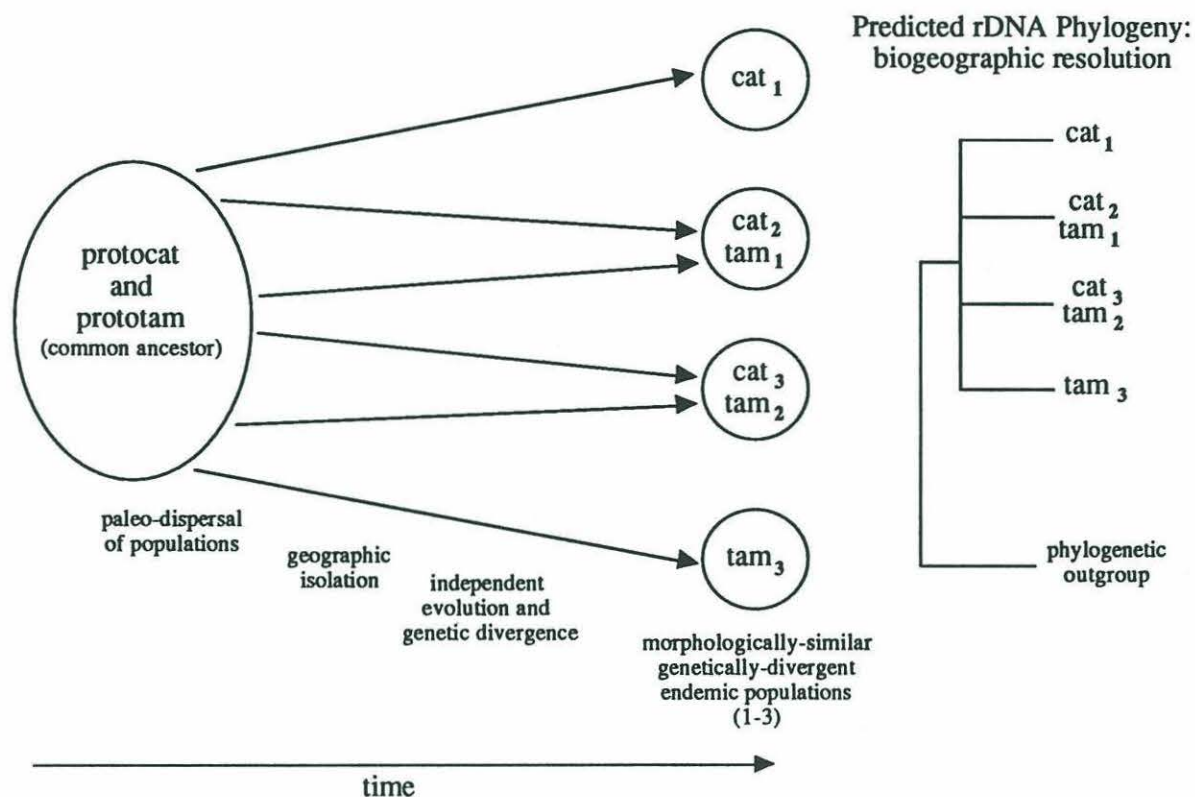 Predicted rDNA Phylogeny:
biogeographic resolution
protocat
and
prototam
(common ancestor)
cat 1
cat 2
tam 1
cat 3
tam 2
tam 3
cat 1
cat 2
tam 1
cat 3
tam 2
tam 3
phylogenetic
outgroup
paleo-dispersal
of populations
geographic
isolation
independent
evolution and
genetic divergence
morphologically-similar
genetically-divergent
endemic populations
(1-3)
time